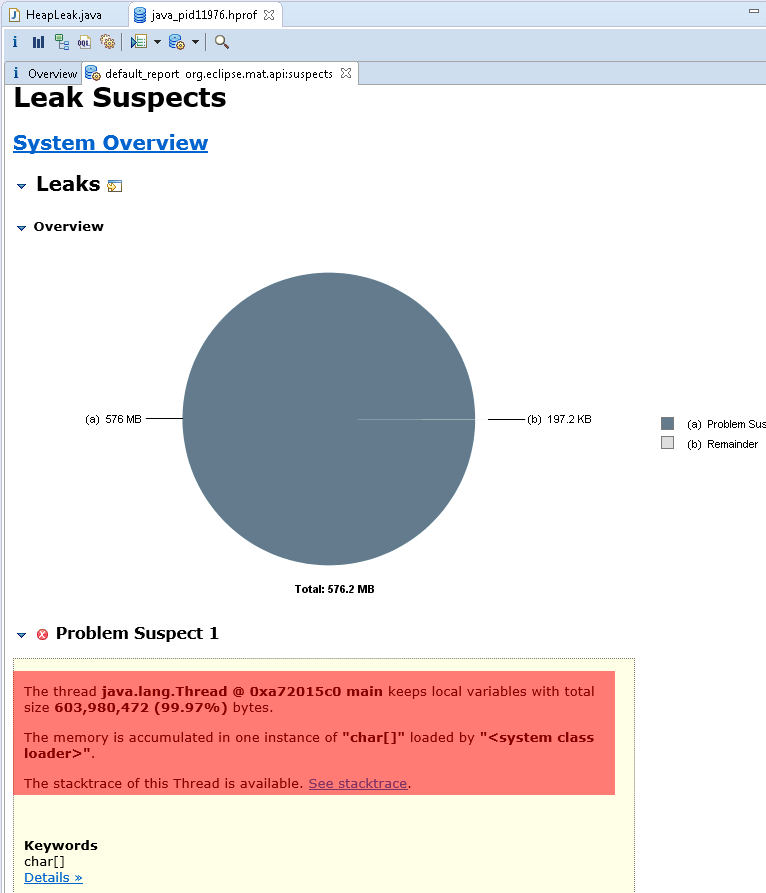 HeapLeak.java
java_pid11976.hprof
Overview
default_report org.eclipse.mat.api:suspects
Leak Suspects
System Overview
Leaks
Overview
(a) 576 MB
(b) 197.2 KB
(a) Problem Sus
(b) Remainder
Total: 576.2 MB
Problem Suspect 1
The thread java.lang.Thread @ 0xa72015c0 main keeps local variables with total
size 603,980,472 (99.97%) bytes.
The memory is accumulated in one instance of "char[]" loaded by "<system class
loader>".
The stacktrace of this Thread is available. See stacktrace.
Keywords
char[]
Details »